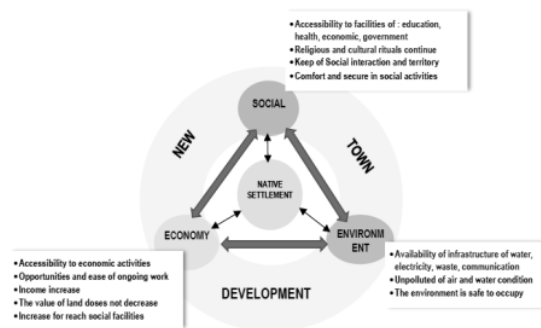 • Accessibility to facilities of : education,
health, economic, government
• Religious and cultural rituals continue
• Keep of Social interaction and territory
• Comfort and secure in social activities
SOCIAL
NEW
TOWN
NATIVE
SETTLEMENT
ECONOMY
ENVIRONM
ENT
• Accessibility to economic activities
• Opportunities and ease of ongoing work
• Income increase
• The value of land doses not decrease
• Increase for reach social facilities
• Availability of infrastructure of water,
electricity, waste, communication
• Unpolluted of air and water condition
• The environment is safe to occupy
DEVELOPMENT